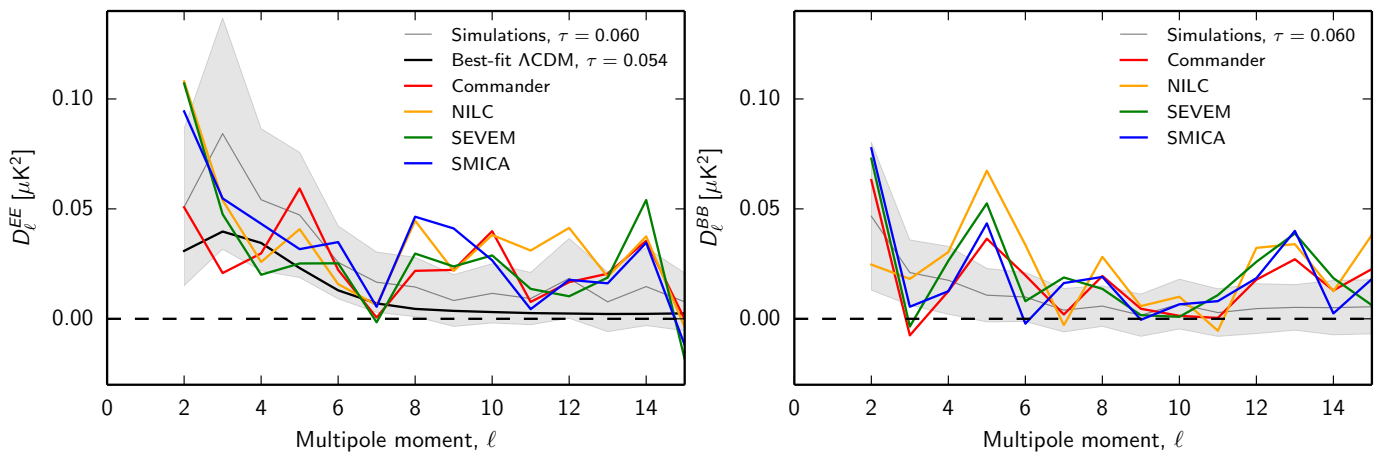 Simulations, τ = 0.060
Best-fit ΛCDM, τ = 0.054
Commander
NILC
SEVEM
SMICA
0.10
0.05
0.00
D_ℓ^{EE} [μK²]
0 2 4 6 8 10 12 14
Multipole moment, ℓ
Simulations, τ = 0.060
Commander
NILC
SEVEM
SMICA
0.10
0.05
0.00
D_ℓ^{BB} [μK²]
0 2 4 6 8 10 12 14
Multipole moment, ℓ